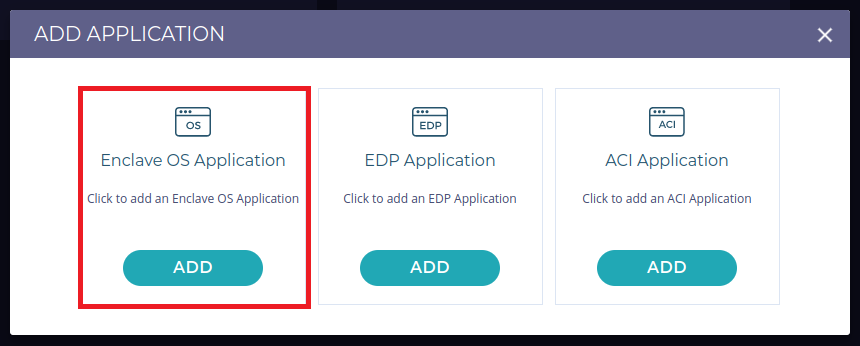 ADD APPLICATION
OS
Enclave OS Application
Click to add an Enclave OS Application
ADD
EDP
EDP Application
Click to add an EDP Application
ADD
ACI
ACI Application
Click to add an ACI Application
ADD